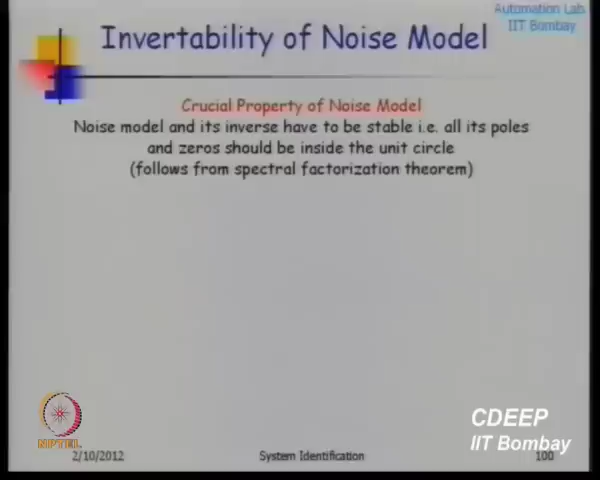 Automation Lab
IIT Bombay
Invertability of Noise Model
Crucial Property of Noise Model
Noise model and its inverse have to be stable i.e. all its poles
and zeros should be inside the unit circle
(follows from spectral factorization theorem)
CDEEP
IIT Bombay
NPTEL
2/10/2012
System Identification
100